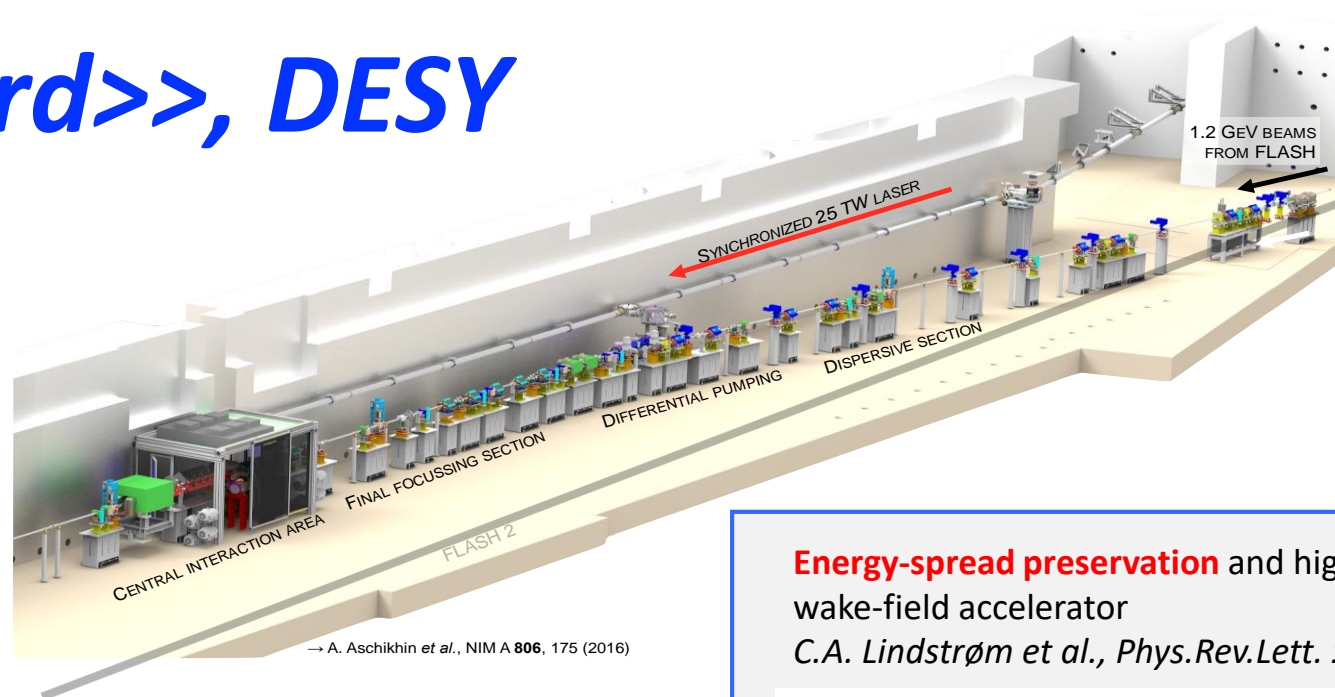 rd>>, DESY
1.2 GEV BEAMS
FROM FLASH
SYNCHRONIZED 25 TW LASER
DISPERSIVE SECTION
DIFFERENTIAL PUMPING
FINAL FOCUSSING SECTION
CENTRAL INTERACTION AREA
FLASH 2
→ A. Aschikhin et al., NIM A 806, 175 (2016)
Energy-spread preservation and hig
wake-field accelerator
C.A. Lindstrøm et al., Phys.Rev.Lett.